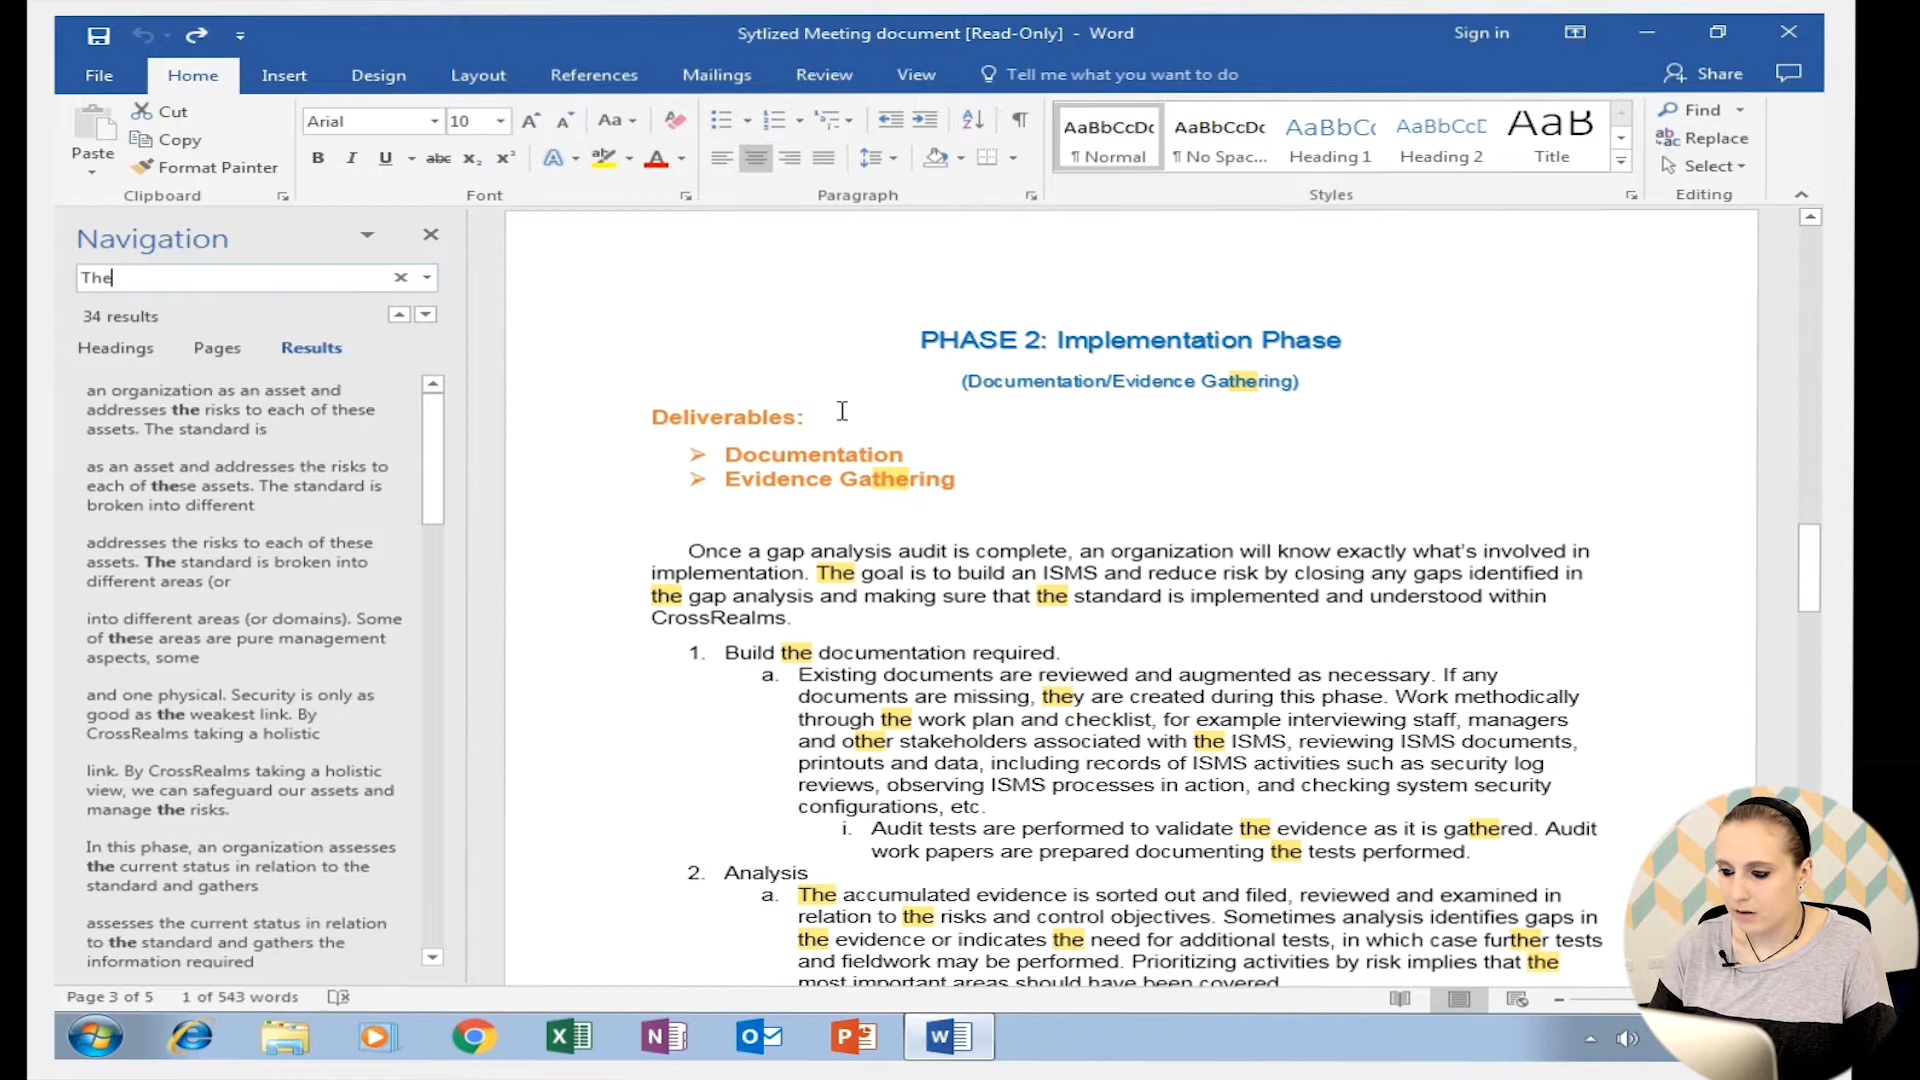 Sytlized Meeting document [Read-Only] - Word
Sign in
File
Home
Insert
Design
Layout
References
Mailings
Review
View
Tell me what you want to do
Share
Paste
Cut
Copy
Format Painter
Clipboard
Arial
10
Aa
B I U abc X₂ X²
A
A
Font
Paragraph
AaBbCcDc
¶ Normal
AaBbCcDc
¶ No Spac...
AaBbC(
Heading 1
AaBbCcE
Heading 2
AaB
Title
Styles
Find
Replace
Select
Editing
Navigation
The
34 results
Headings
Pages
Results
an organization as an asset and
addresses the risks to each of these
assets. The standard is
as an asset and addresses the risks to
each of these assets. The standard is
broken into different
addresses the risks to each of these
assets. The standard is broken into
different areas (or
into different areas (or domains). Some
of these areas are pure management
aspects, some
and one physical. Security is only as
good as the weakest link. By
CrossRealms taking a holistic
link. By CrossRealms taking a holistic
view, we can safeguard our assets and
manage the risks.
In this phase, an organization assesses
the current status in relation to the
standard and gathers
assesses the current status in relation
to the standard and gathers the
information required
PHASE 2: Implementation Phase
(Documentation/Evidence Gathering)
Deliverables:
➢ Documentation
➢ Evidence Gathering
Once a gap analysis audit is complete, an organization will know exactly what's involved in
implementation. The goal is to build an ISMS and reduce risk by closing any gaps identified in
the gap analysis and making sure that the standard is implemented and understood within
CrossRealms.
1. Build the documentation required.
a. Existing documents are reviewed and augmented as necessary. If any
documents are missing, they are created during this phase. Work methodically
through the work plan and checklist, for example interviewing staff, managers
and other stakeholders associated with the ISMS, reviewing ISMS documents,
printouts and data, including records of ISMS activities such as security log
reviews, observing ISMS processes in action, and checking system security
configurations, etc.
i. Audit tests are performed to validate the evidence as it is gathered. Audit
work papers are prepared documenting the tests performed.
2. Analysis
a. The accumulated evidence is sorted out and filed, reviewed and examined in
relation to the risks and control objectives. Sometimes analysis identifies gaps in
the evidence or indicates the need for additional tests, in which case further tests
and fieldwork may be performed. Prioritizing activities by risk implies that the
most important areas should have been covered
Page 3 of 5
1 of 543 words